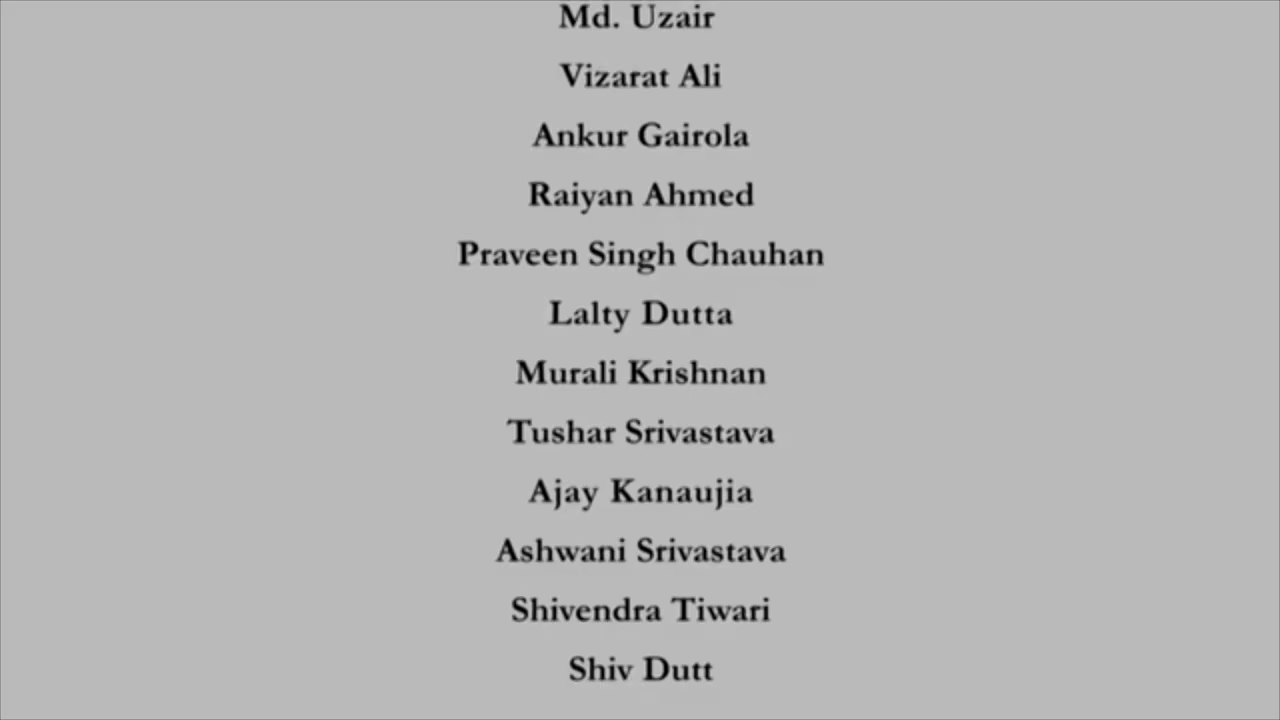 Md. Uzair
Vizarat Ali
Ankur Gairola
Raiyan Ahmed
Praveen Singh Chauhan
Lalty Dutta
Murali Krishnan
Tushar Srivastava
Ajay Kanaujia
Ashwani Srivastava
Shivendra Tiwari
Shiv Dutt